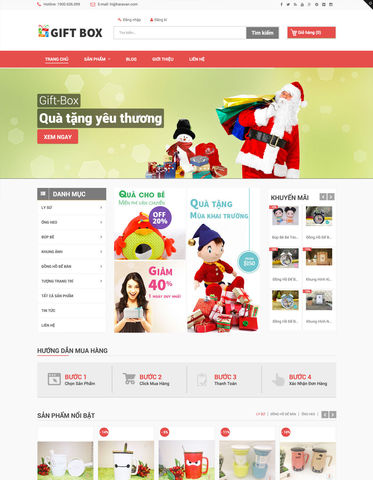 Hotline: 1900.636.099
E-mail: hi@haravan.com
Đăng nhập
Đăng kí
GIFT BOX
Tìm kiếm...
Tìm kiếm
Giỏ hàng (0)
TRANG CHỦ
SẢN PHẨM
BLOG
GIỚI THIỆU
LIÊN HỆ
Gift-Box
Quà tặng yêu thương
XEM NGAY
DANH MỤC
LY SỨ
ỐNG HEO
BÚP BÊ
KHUNG ẢNH
ĐỒNG HỒ ĐỂ BÀN
TƯỢNG TRANG TRÍ
TẤT CẢ SẢN PHẨM
TIN TỨC
LIÊN HỆ
QUÀ CHO BÉ
MIỄN PHÍ VẬN CHUYỂN
OFF
20%
GIẢM
40%
1 NGÀY DUY NHẤT
QUÀ TẶNG
MÙA KHAI TRƯƠNG
$150
KHUYẾN MÃI
Búp Bê Bé Tra...
Đồng Hồ Để B...
Đồng Hồ Để B...
Khung Hình X...
Đồng Hồ Để B...
Khung Hình N...
HƯỚNG DẪN MUA HÀNG
BƯỚC 1
Chọn Sản Phẩm
BƯỚC 2
Click Mua Hàng
BƯỚC 3
Thanh Toán
BƯỚC 4
Xác Nhận Đơn Hàng
SẢN PHẨM NỔI BẬT
LY SỨ
ĐỒNG HỒ ĐỂ BÀN
ỐNG HEO